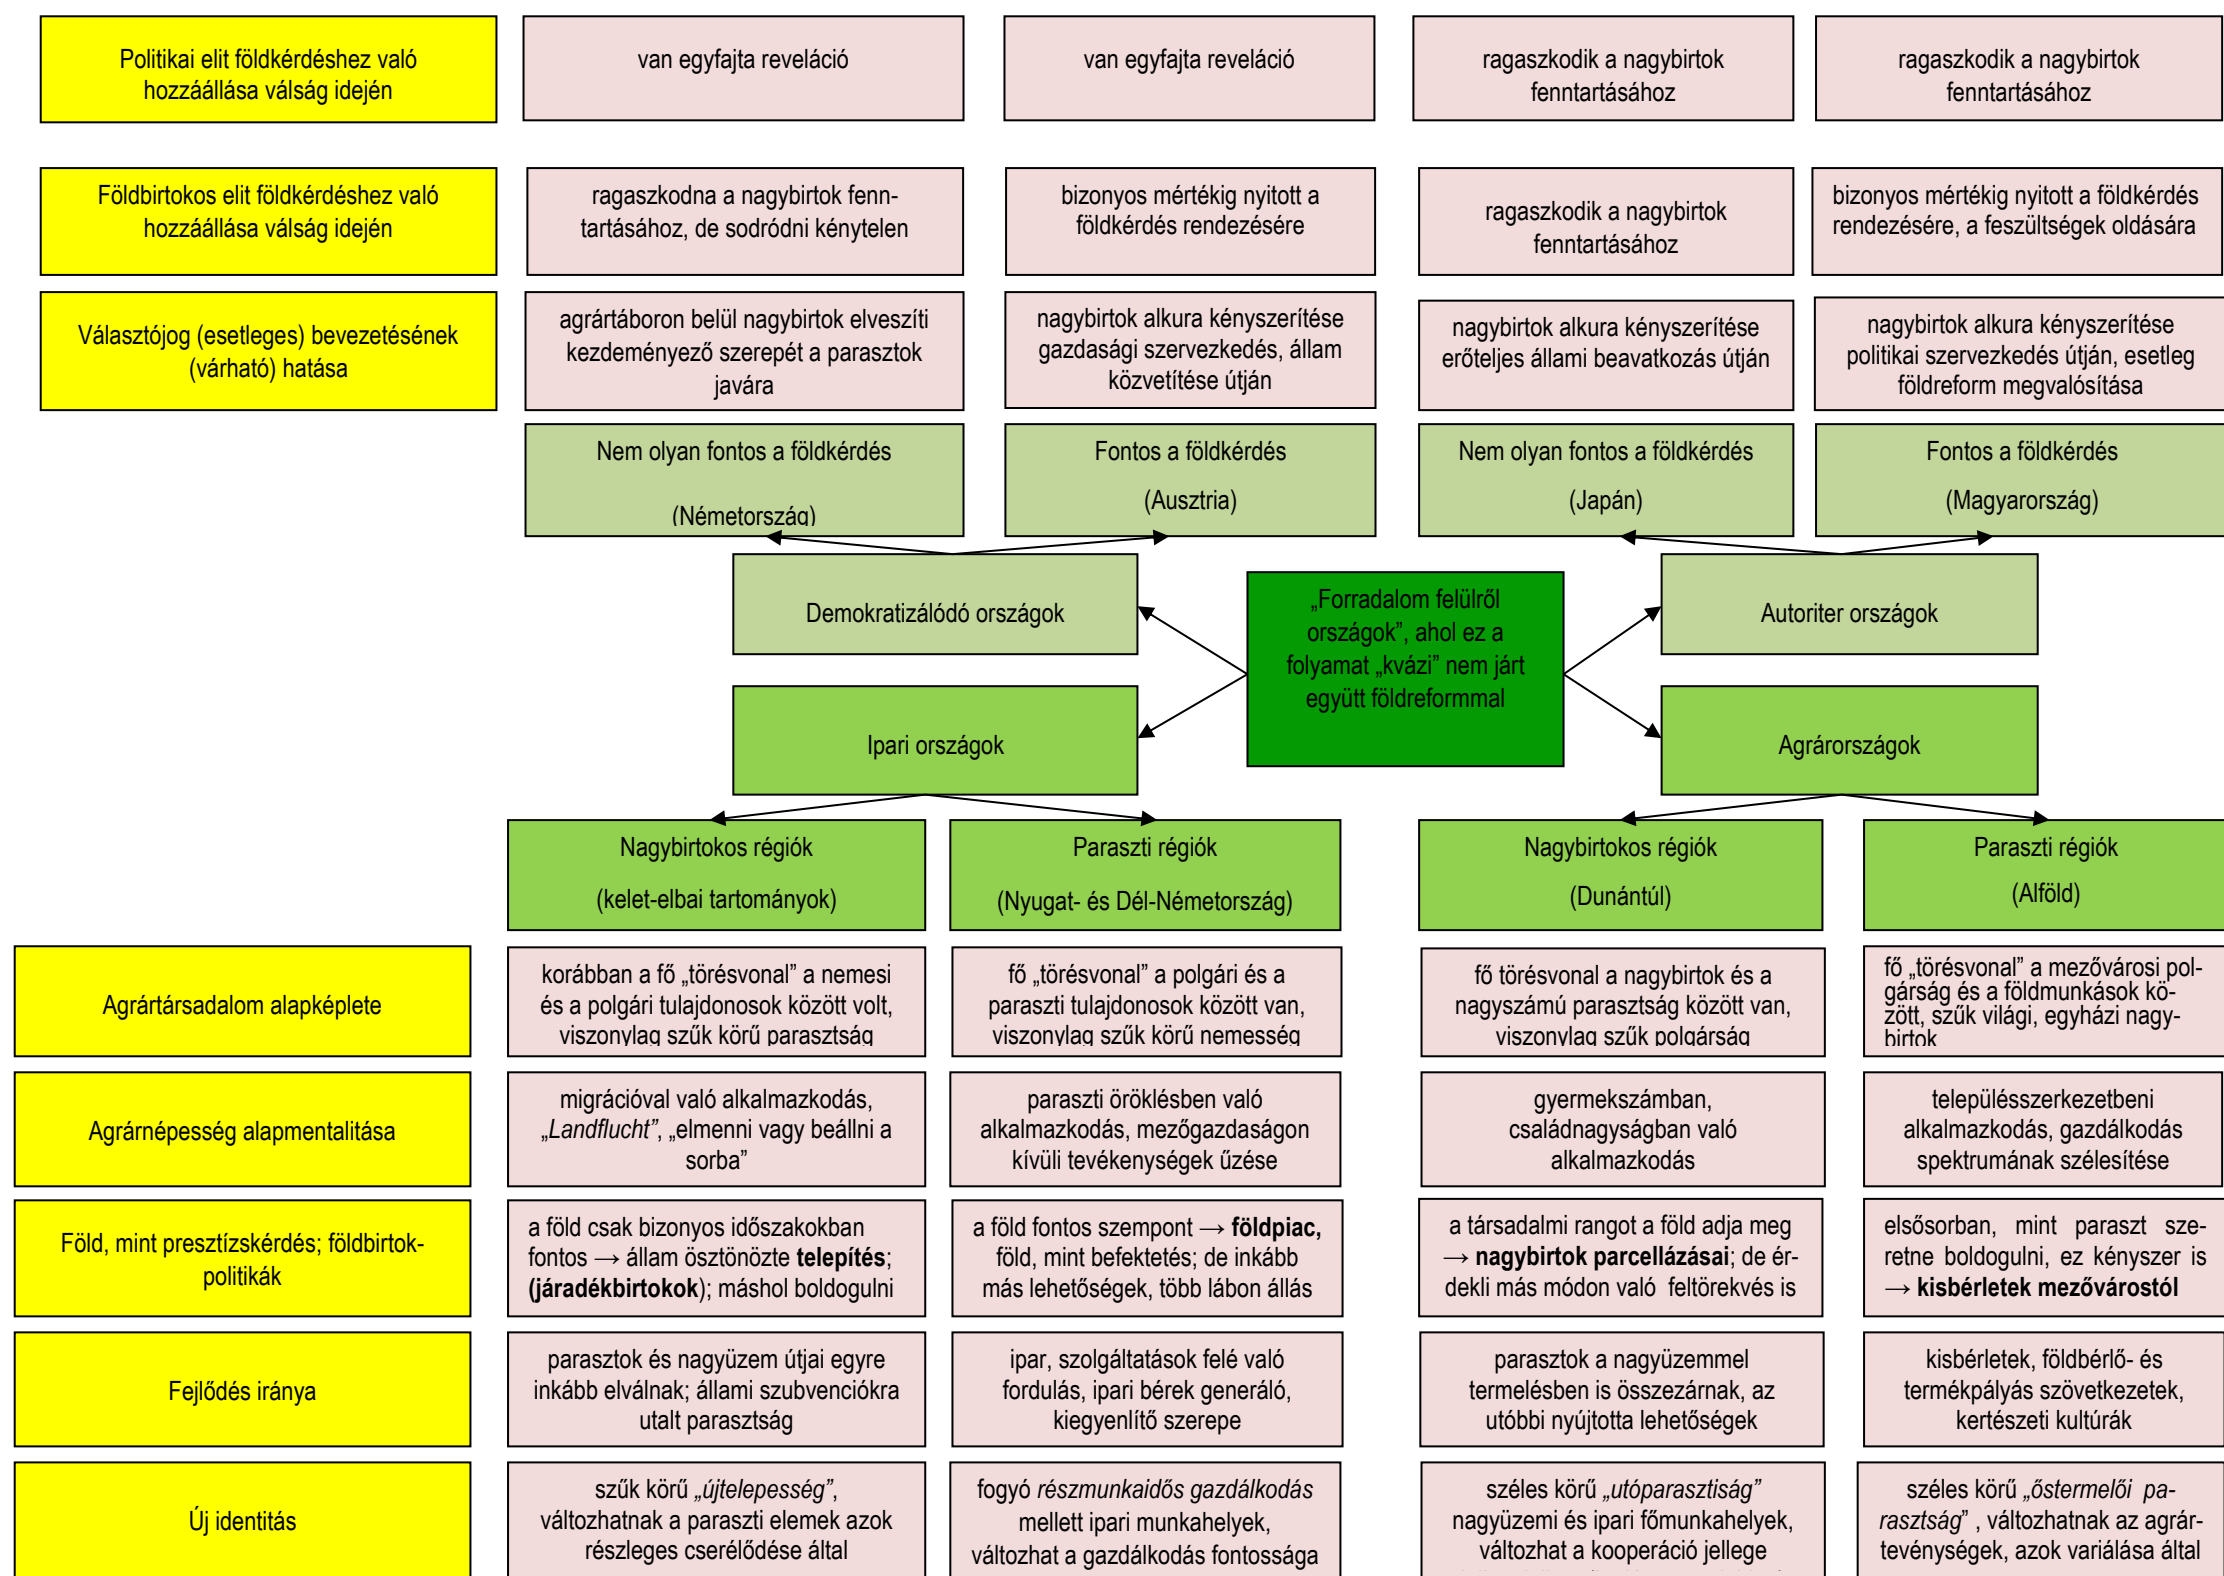 Politikai elit földkérdéshez való
hozzáállása válság idején
van egyfajta reveláció
van egyfajta reveláció
ragaszkodik a nagybirtok
fenntartásához
ragaszkodik a nagybirtok
fenntartásához
Földbirtokos elit földkérdéshez való
hozzáállása válság idején
ragaszkodna a nagybirtok fenn-
tartásához, de sodródni kénytelen
bizonyos mértékig nyitott a
földkérdés rendezésére
ragaszkodik a nagybirtok
fenntartásához
bizonyos mértékig nyitott a földkérdés
rendezésére, a feszültségek oldására
Választójog (esetleges) bevezetésének
(várható) hatása
agrártáboron belül nagybirtok elveszíti
kezdeményező szerepét a parasztok
javára
nagybirtok alkura kényszerítése
gazdasági szervezkedés, állam
közvetítése útján
nagybirtok alkura kényszerítése
erőteljes állami beavatkozás útján
nagybirtok alkura kényszerítése
politikai szervezkedés útján, esetleg
földreform megvalósítása
Nem olyan fontos a földkérdés
(Németország)
Fontos a földkérdés
(Ausztria)
Nem olyan fontos a földkérdés
(Japán)
Fontos a földkérdés
(Magyarország)
Demokratizálódó országok
„Forradalom felülről
országok”, ahol ez a
folyamat „kvázi” nem járt
együtt földreformmal
Autoriter országok
Ipari országok
Agrárországok
Nagybirtokos régiók
(kelet-elbai tartományok)
Paraszti régiók
(Nyugat- és Dél-Németország)
Nagybirtokos régiók
(Dunántúl)
Paraszti régiók
(Alföld)
Agrártársadalom alapképlete
korábban a fő „törésvonal” a nemesi
és a polgári tulajdonosok között volt,
viszonylag szűk körű parasztság
fő „törésvonal” a polgári és a
paraszti tulajdonosok között van,
viszonylag szűk körű nemesség
fő törésvonal a nagybirtok és a
nagyszámú parasztság között van,
viszonylag szűk polgárság
fő „törésvonal” a mezővárosi pol-
gárság és a földmunkások kö-
zött, szűk világi, egyházi nagy-
birtok
Agrárnépesség alapmentalitása
migrációval való alkalmazkodás,
„Landflucht”, „elmenni vagy beállni a
sorba”
paraszti öröklésben való
alkalmazkodás, mezőgazdaságon
kívüli tevékenységek űzése
gyermekszámban,
családnagyságban való
alkalmazkodás
településszerkezetbeni
alkalmazkodás, gazdálkodás
spektrumának szélesítése
Föld, mint presztízskérdés; földbirtok-
politikák
a föld csak bizonyos időszakokban
fontos → állam ösztönözte telepítés;
(járadékbirtokok); máshol boldogulni
a föld fontos szempont → földpiac,
föld, mint befektetés; de inkább
más lehetőségek, több lábon állás
a társadalmi rangot a föld adja meg
→ nagybirtok parcellázásai; de ér-
dekli más módon való feltörekvés is
elsősorban, mint paraszt sze-
retne boldogulni, ez kényszer is
→ kisbérletek mezővárostól
Fejlődés iránya
parasztok és nagyüzem útjai egyre
inkább elválnak; állami szubvenciókra
utalt parasztság
ipar, szolgáltatások felé való
fordulás, ipari bérek generáló,
kiegyenlítő szerepe
parasztok a nagyüzemmel
termelésben is összezárnak, az
utóbbi nyújtotta lehetőségek
kisbérletek, földbérlő- és
termékpályás szövetkezetek,
kertészeti kultúrák
Új identitás
szűk körű „újtelepesség”,
változhatnak a paraszti elemek azok
részleges cserélődése által
fogyó részmunkaidős gazdálkodás
mellett ipari munkahelyek,
változhat a gazdálkodás fontossága
széles körű „utóparasztiság”
nagyüzemi és ipari főmunkahelyek,
változhat a kooperáció jellege
széles körű „őstermelői pa-
rasztság” , változhatnak az agrár-
tevénységek, azok variálása által